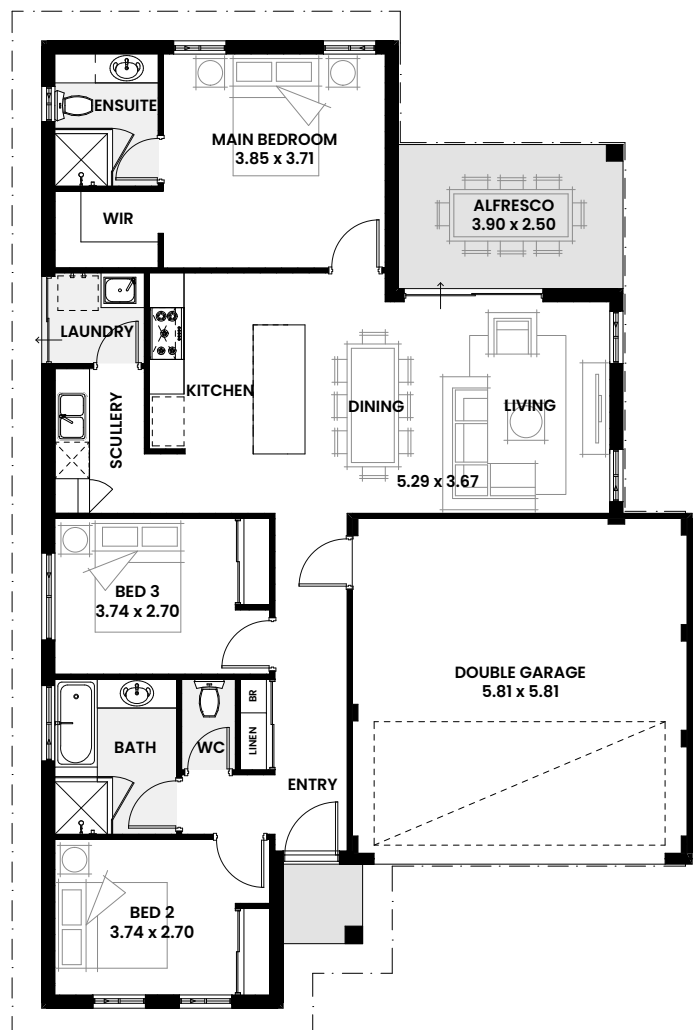 ENSUITE
MAIN BEDROOM
3.85 x 3.71
WIR
ALFRESCO
3.90 x 2.50
LAUNDRY
KITCHEN
SCULLERY
DINING
LIVING
5.29 x 3.67
BED 3
3.74 x 2.70
DOUBLE GARAGE
5.81 x 5.81
BATH
WC
BR
LINEN
ENTRY
BED 2
3.74 x 2.70